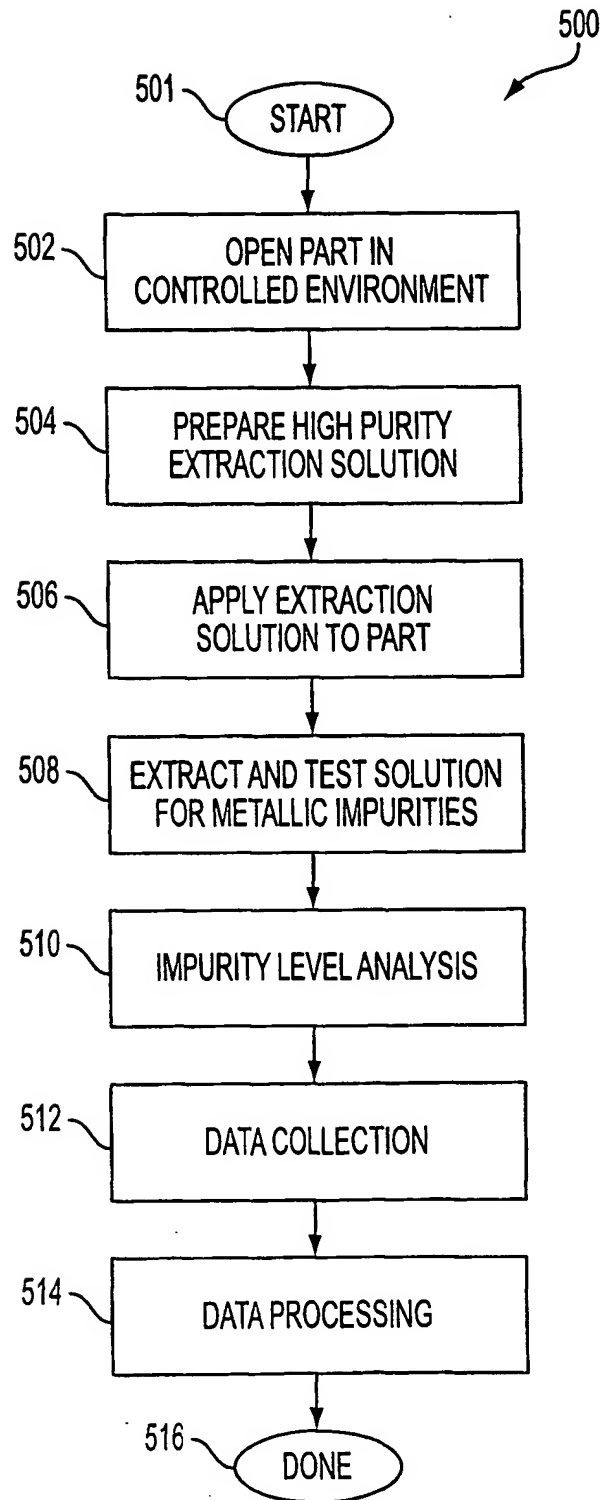 500
501
START
502
OPEN PART IN
CONTROLLED ENVIRONMENT
504
PREPARE HIGH PURITY
EXTRACTION SOLUTION
506
APPLY EXTRACTION
SOLUTION TO PART
508
EXTRACT AND TEST SOLUTION
FOR METALLIC IMPURITIES
510
IMPURITY LEVEL ANALYSIS
512
DATA COLLECTION
514
DATA PROCESSING
516
DONE